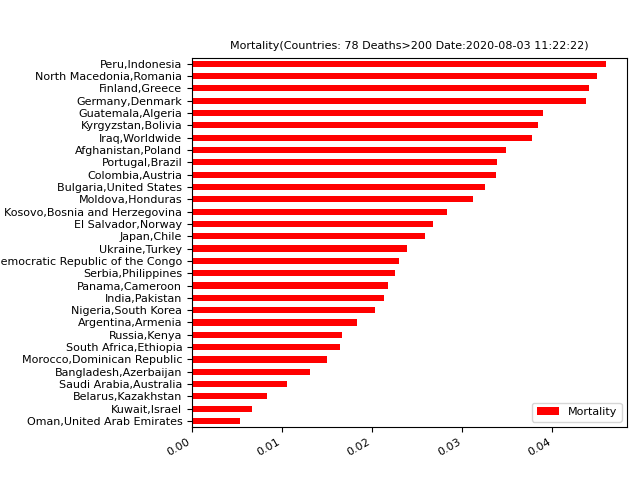 Mortality(Countries: 78 Deaths>200 Date:2020-08-03 11:22:22)
Peru,Indonesia
North Macedonia,Romania
Finland,Greece
Germany,Denmark
Guatemala,Algeria
Kyrgyzstan,Bolivia
Iraq,Worldwide
Afghanistan,Poland
Portugal,Brazil
Colombia,Austria
Bulgaria,United States
Moldova,Honduras
Kosovo,Bosnia and Herzegovina
El Salvador,Norway
Japan,Chile
Ukraine,Turkey
emocratic Republic of the Congo
Serbia,Philippines
Panama,Cameroon
India,Pakistan
Nigeria,South Korea
Argentina,Armenia
Russia,Kenya
South Africa,Ethiopia
Morocco,Dominican Republic
Bangladesh,Azerbaijan
Saudi Arabia,Australia
Belarus,Kazakhstan
Kuwait,Israel
Oman,United Arab Emirates
Mortality
0.00 0.01 0.02 0.03 0.04